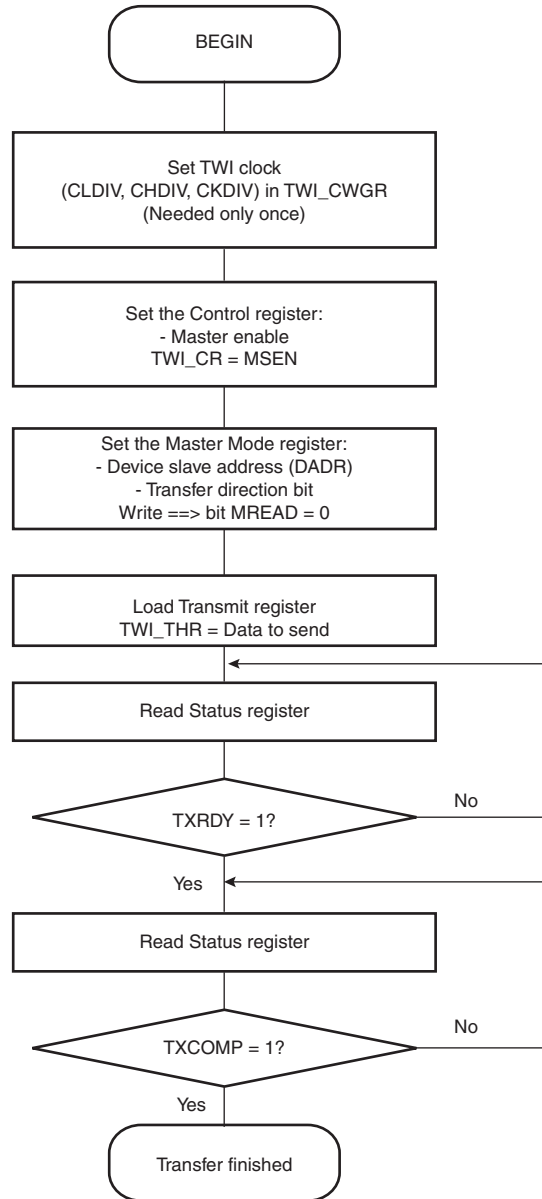 BEGIN
Set TWI clock
(CLDIV, CHDIV, CKDIV) in TWI_CWGR
(Needed only once)
Set the Control register:
- Master enable
TWI_CR = MSEN
Set the Master Mode register:
- Device slave address (DADR)
- Transfer direction bit
Write ==> bit MREAD = 0
Load Transmit register
TWI_THR = Data to send
Read Status register
TXRDY = 1?
No
Yes
Read Status register
TXCOMP = 1?
No
Yes
Transfer finished